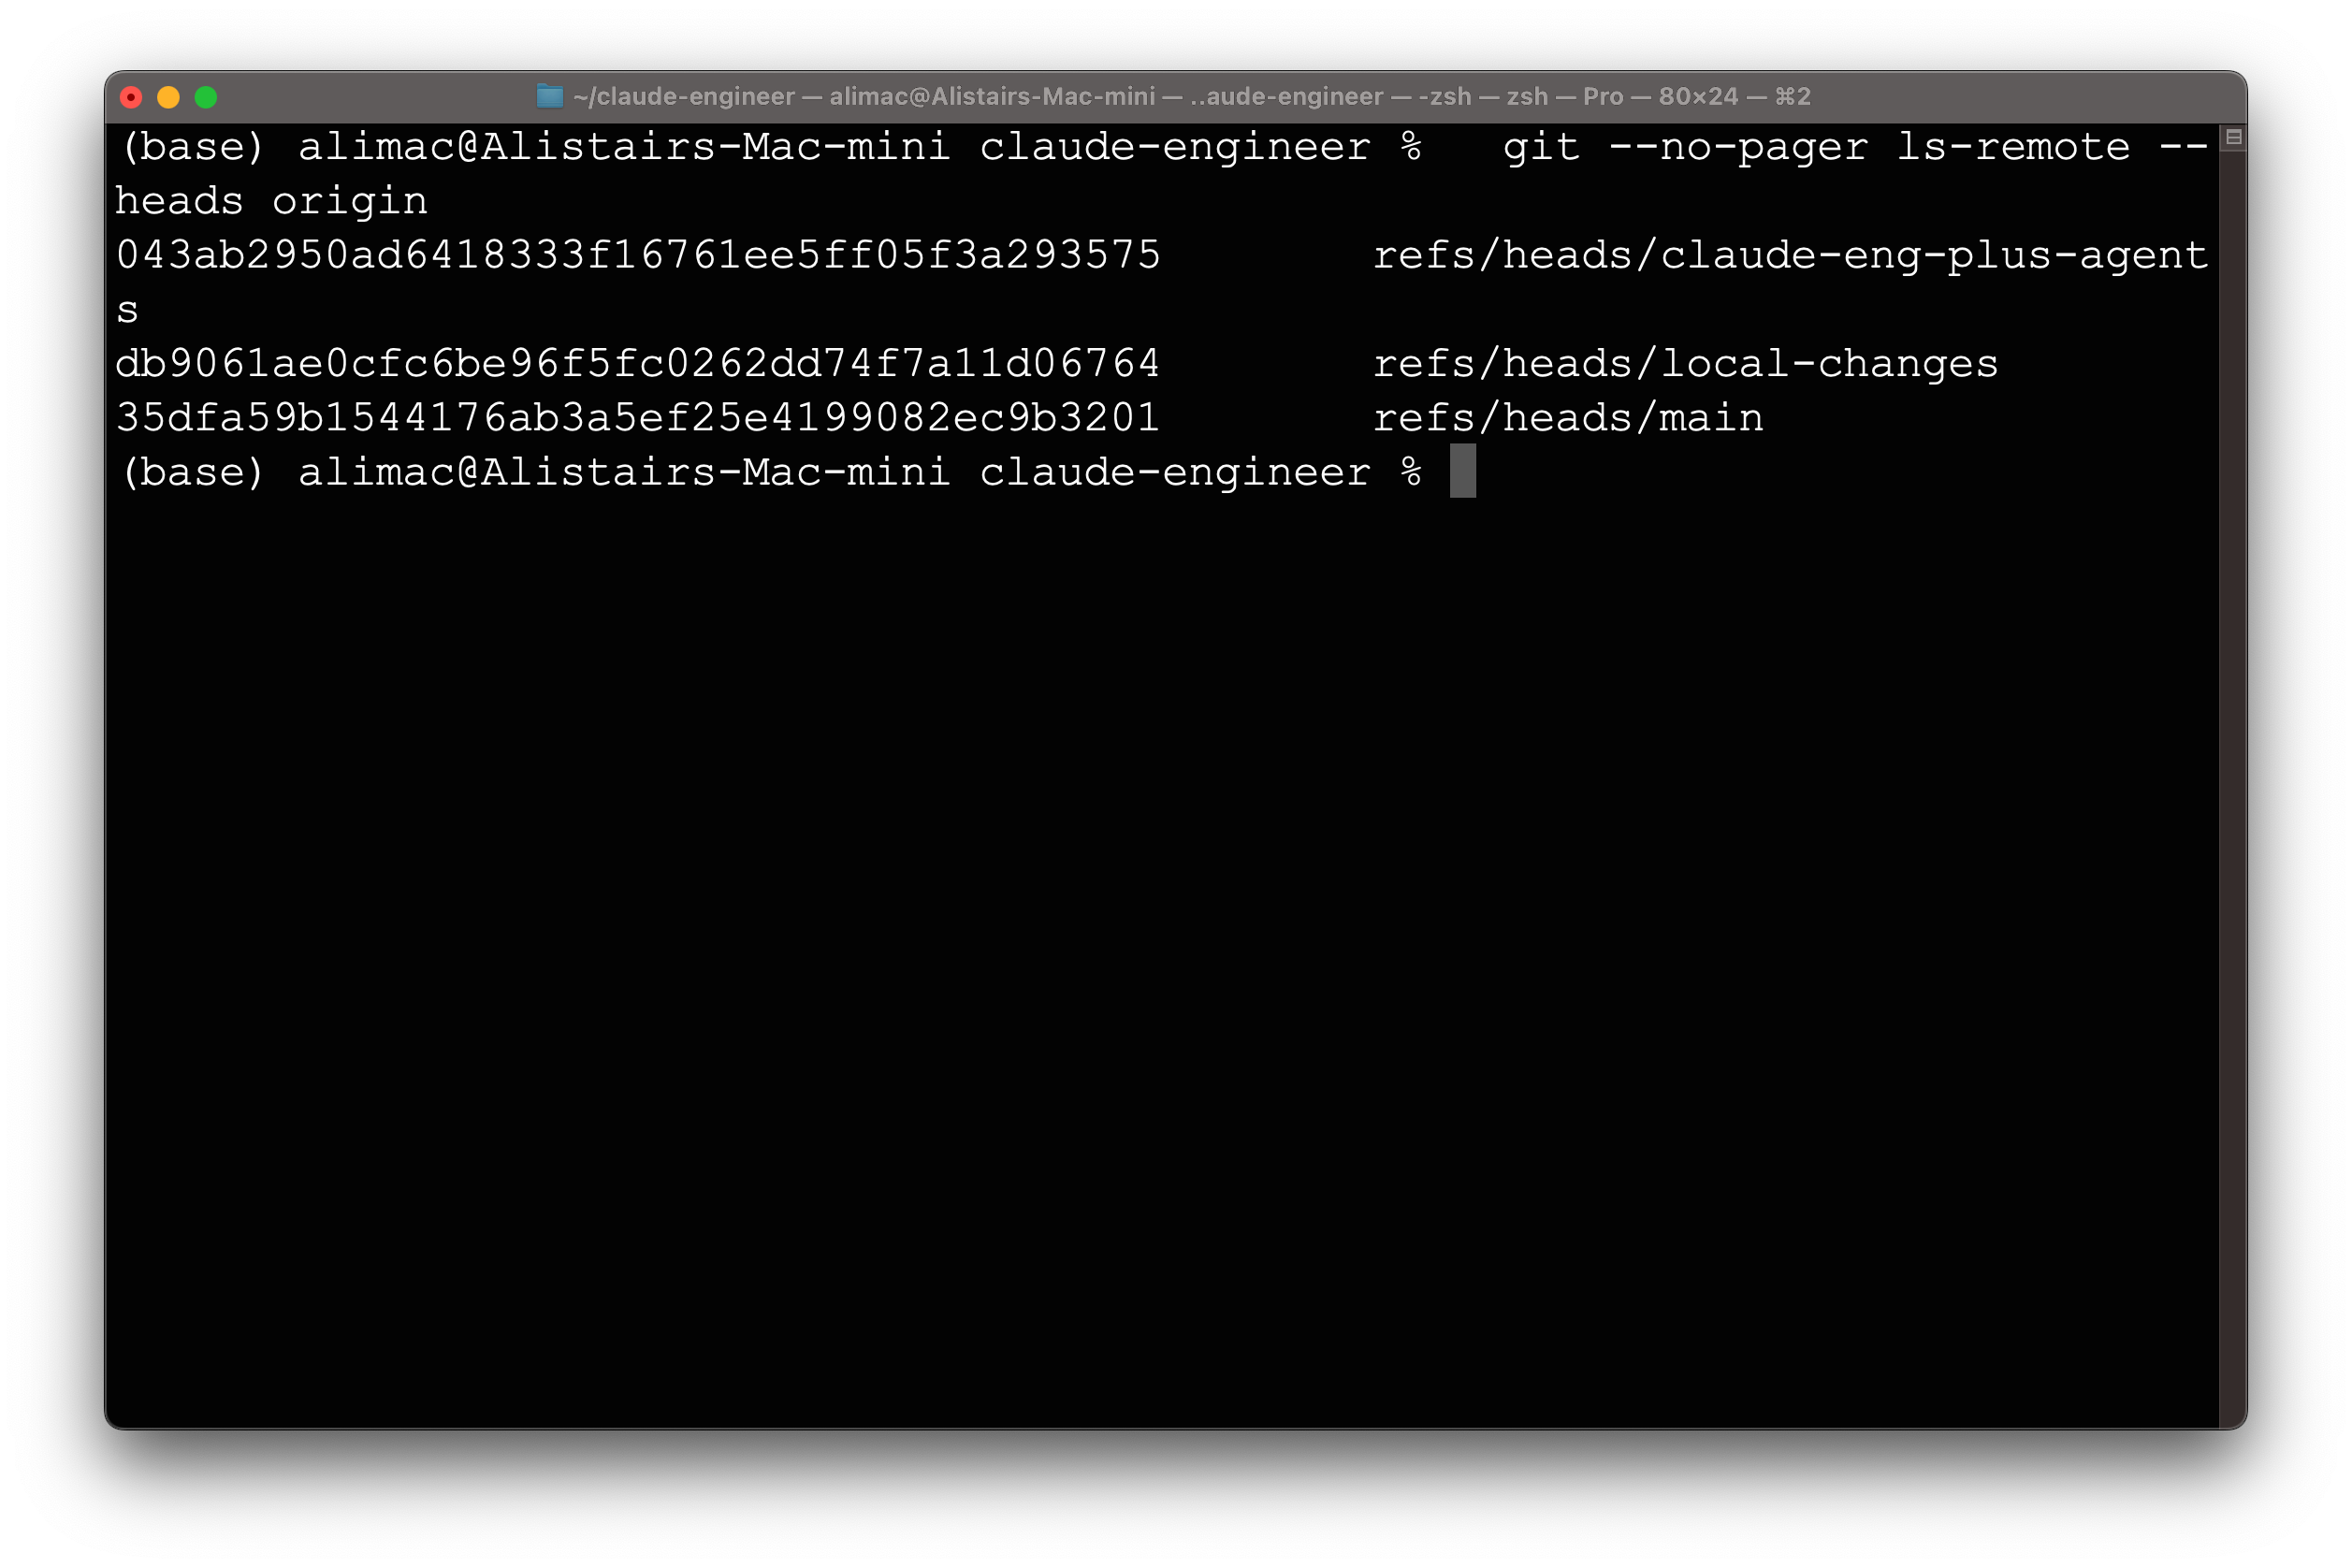 ~/claude-engineer — alimac@Alistairs-Mac-mini — ..aude-engineer — -zsh — zsh — Pro — 80×24 — ⌘2
(base) alimac@Alistairs-Mac-mini claude-engineer %   git --no-pager ls-remote --
heads origin
043ab2950ad6418333f16761ee5ff05f3a293575        refs/heads/claude-eng-plus-agent
s
db9061ae0cfc6be96f5fc0262dd74f7a11d06764        refs/heads/local-changes
35dfa59b1544176ab3a5ef25e4199082ec9b3201        refs/heads/main
(base) alimac@Alistairs-Mac-mini claude-engineer %